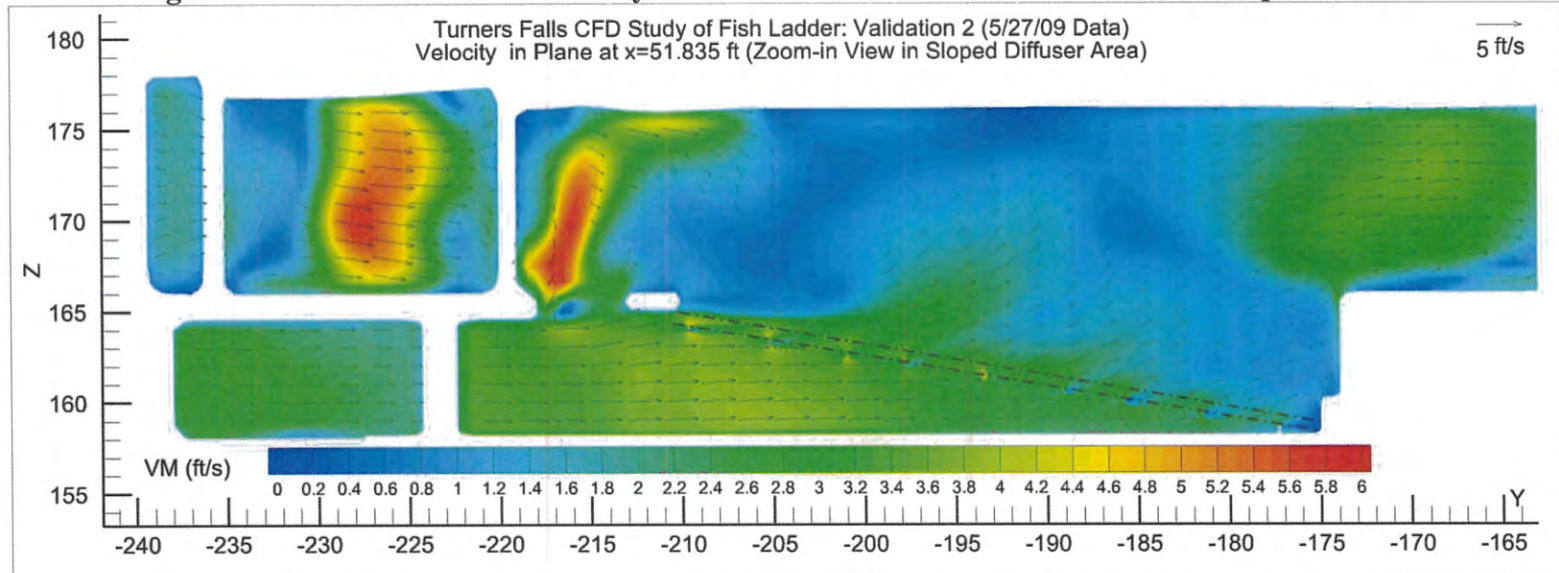 Turners Falls CFD Study of Fish Ladder: Validation 2 (5/27/09 Data)
Velocity in Plane at x=51.835 ft (Zoom-in View in Sloped Diffuser Area)
5 ft/s
180
175
170
165
160
155
Z
VM (ft/s)
0 0.2 0.4 0.6 0.8 1 1.2 1.4 1.6 1.8 2 2.2 2.4 2.6 2.8 3 3.2 3.4 3.6 3.8 4 4.2 4.4 4.6 4.8 5 5.2 5.4 5.6 5.8 6
Y
-240 -235 -230 -225 -220 -215 -210 -205 -200 -195 -190 -185 -180 -175 -170 -165